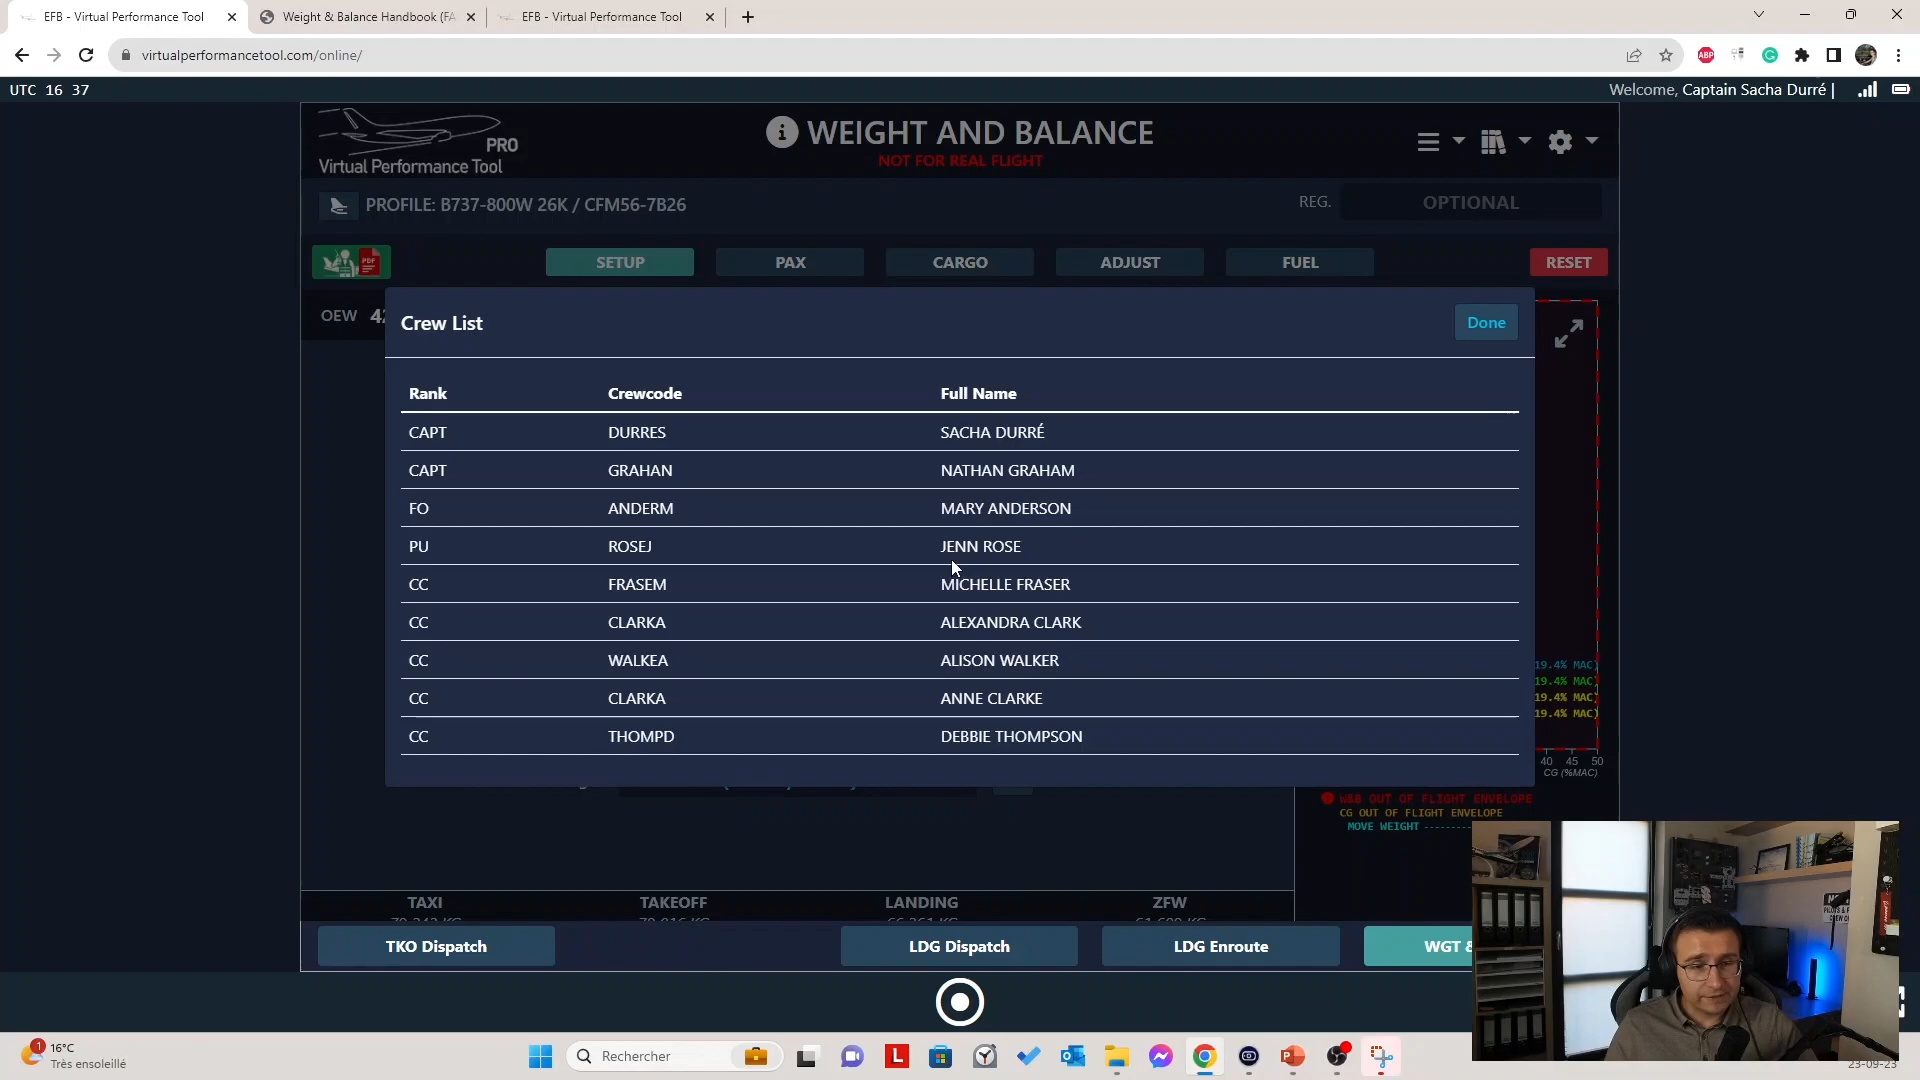 EFB - Virtual Performance Tool
Weight & Balance Handbook (FA
EFB - Virtual Performance Tool
virtualperformancetool.com/online/
ABP
UTC 16 37
Welcome, Captain Sacha Durré |
PRO
Virtual Performance Tool
WEIGHT AND BALANCE
NOT FOR REAL FLIGHT
PROFILE: B737-800W 26K / CFM56-7B26
REG.
OPTIONAL
PDF
SETUP
PAX
CARGO
ADJUST
FUEL
RESET
OEW
Crew List
Done
Rank Crewcode Full Name
CAPT DURRES SACHA DURRÉ
CAPT GRAHAN NATHAN GRAHAM
FO ANDERM MARY ANDERSON
PU ROSEJ JENN ROSE
CC FRASEM MICHELLE FRASER
CC CLARKA ALEXANDRA CLARK
CC WALKEA ALISON WALKER
CC CLARKA ANNE CLARKE
CC THOMPD DEBBIE THOMPSON
19.4% MAC)
19.4% MAC)
19.4% MAC)
19.4% MAC)
40 45 50
CG (%MAC)
W&B OUT OF FLIGHT ENVELOPE
CG OUT OF FLIGHT ENVELOPE
MOVE WEIGHT --------
TAXI TAKEOFF LANDING ZFW
TKO Dispatch
LDG Dispatch
LDG Enroute
WGT &
1
16°C
Très ensoleillé
Rechercher
L
23-09-23